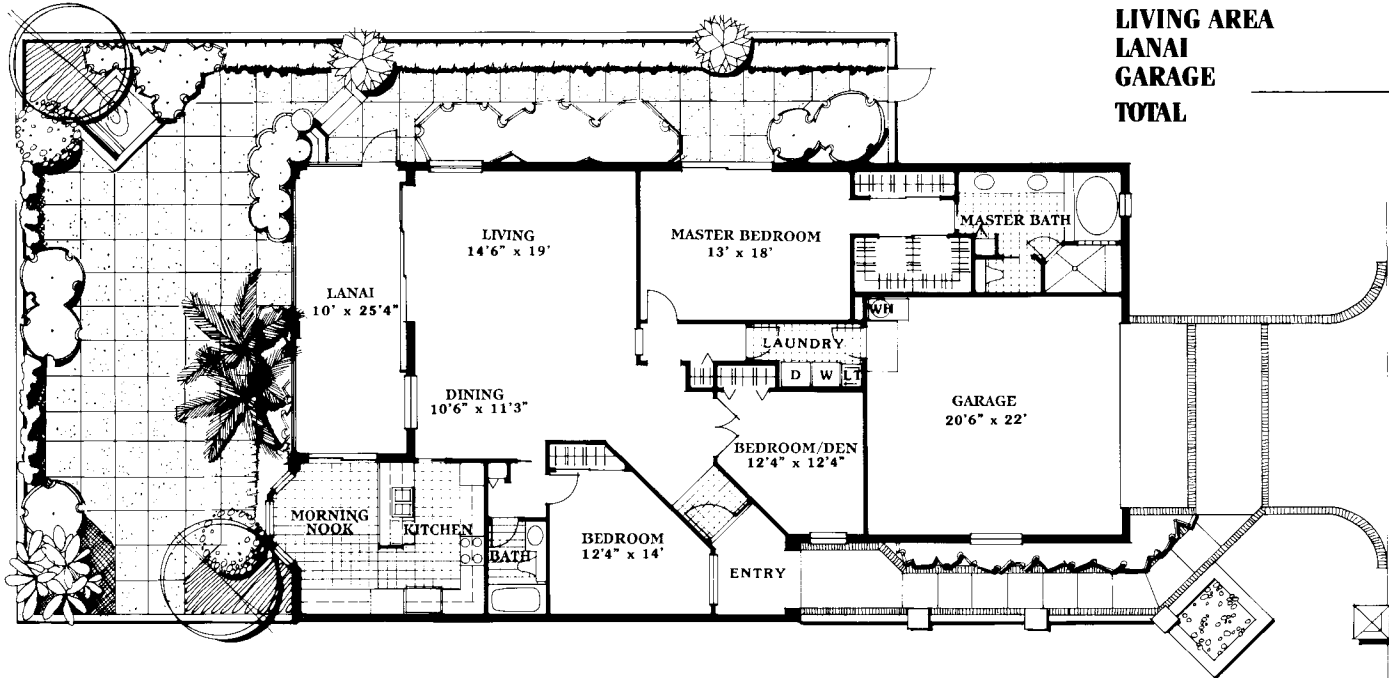 LIVING AREA
LANAI
GARAGE
TOTAL
LIVING
14'6" x 19'
MASTER BEDROOM
13' x 18'
MASTER BATH
LANAI
10' x 25'4"
WH
LAUNDRY
D W LT
DINING
10'6" x 11'3"
GARAGE
20'6" x 22'
BEDROOM/DEN
12'4" x 12'4"
MORNING
NOOK
KITCHEN
BATH
BEDROOM
12'4" x 14'
ENTRY